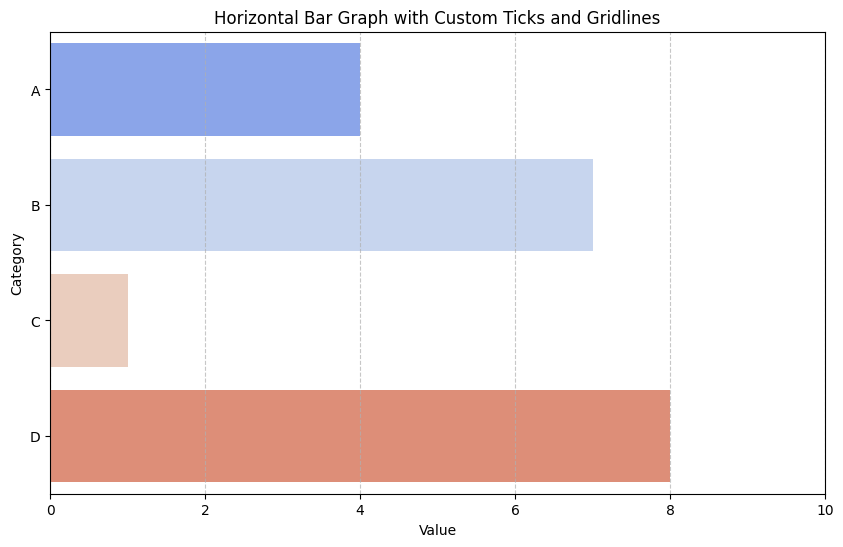 Horizontal Bar Graph with Custom Ticks and Gridlines
A
B
C
D
Category
0 2 4 6 8 10
Value